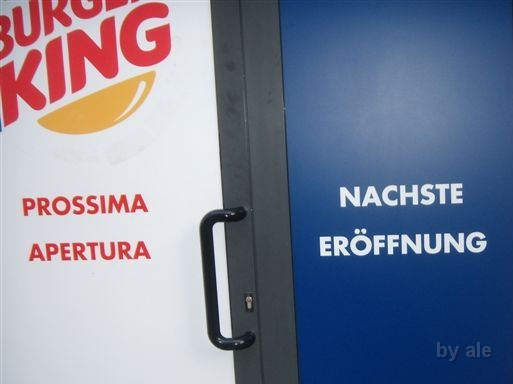 BURGER
KING
PROSSIMA
APERTURA
NACHSTE
ERÖFFNUNG
by ale